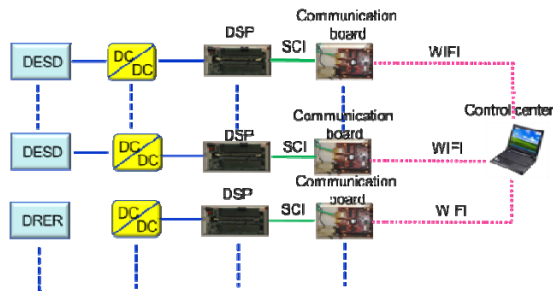 Communication
board
DSP
SCI
WIFI
DESD
DC
DC
Control center
Communication
board
DSP
SCI
WIFI
DESD
DC
DC
Communication
board
DSP
SCI
WIFI
DRER
DC
DC